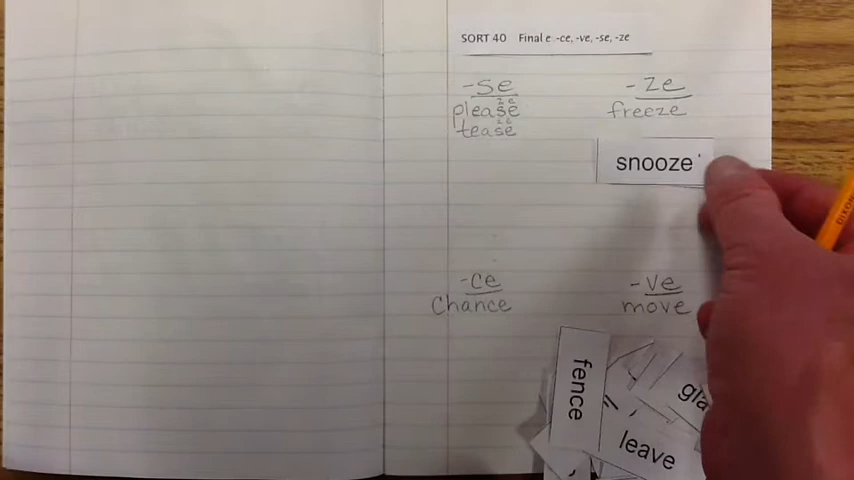 SORT 40 Final e -ce, -ve, -se, -ze
-se
please
tease
-ze
freeze
snooze
-ce
chance
-ve
move
fence
leave